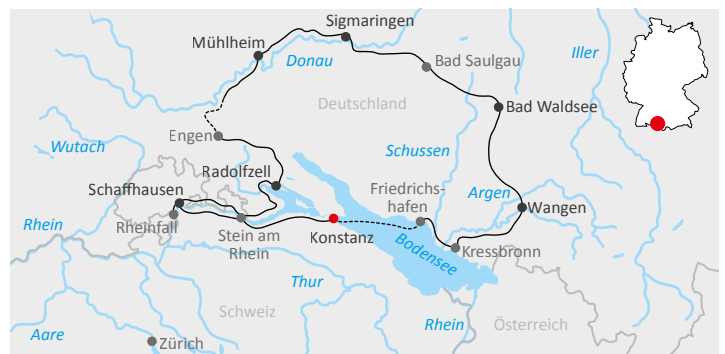 Sigmaringen
Mühlheim
Iller
Donau
Bad Saulgau
Deutschland
Bad Waldsee
Engen
Wutach
Schussen
Radolfzell
Schaffhausen
Friedrichs-
hafen
Argen
Wangen
Rhein
Rheinfall
Stein am
Rhein
Konstanz
Bodensee
Kressbronn
Thur
Schweiz
Rhein
Österreich
Aare
Zürich